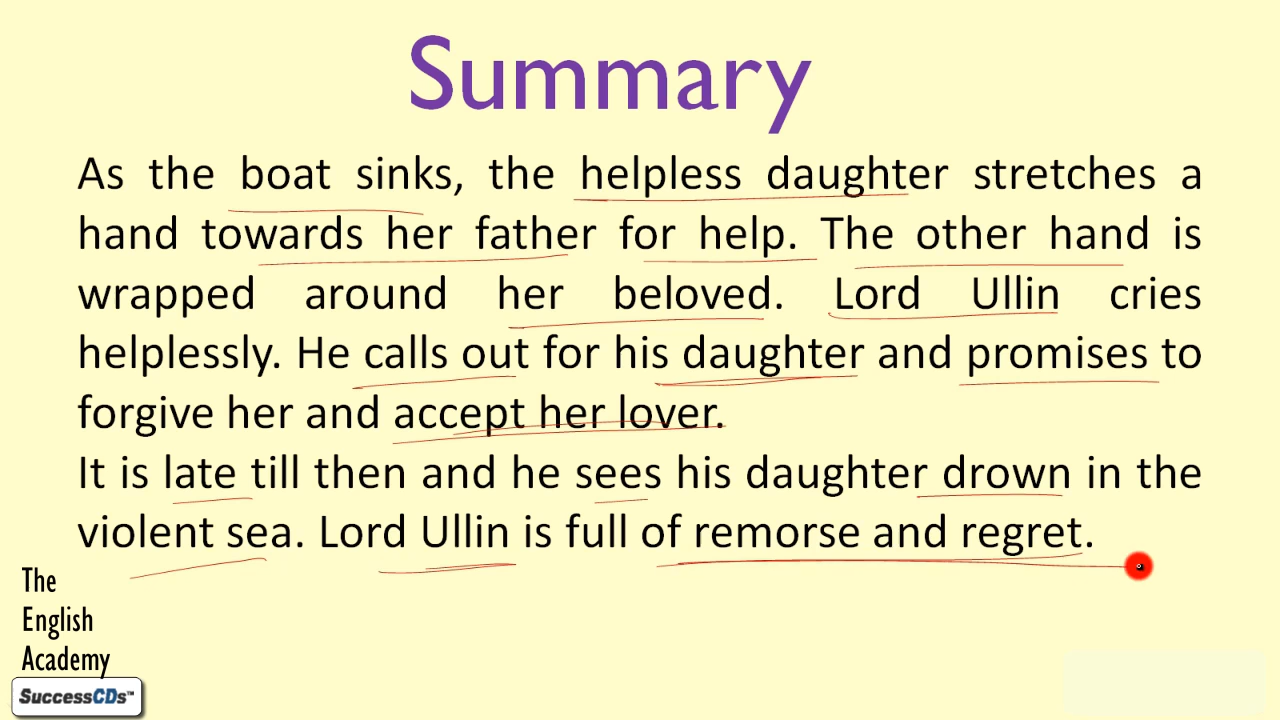 Summary
As the boat sinks, the helpless daughter stretches a
hand towards her father for help. The other hand is
wrapped around her beloved. Lord Ullin cries
helplessly. He calls out for his daughter and promises to
forgive her and accept her lover.
It is late till then and he sees his daughter drown in the
violent sea. Lord Ullin is full of remorse and regret.
The
English
Academy
SuccessCDs™